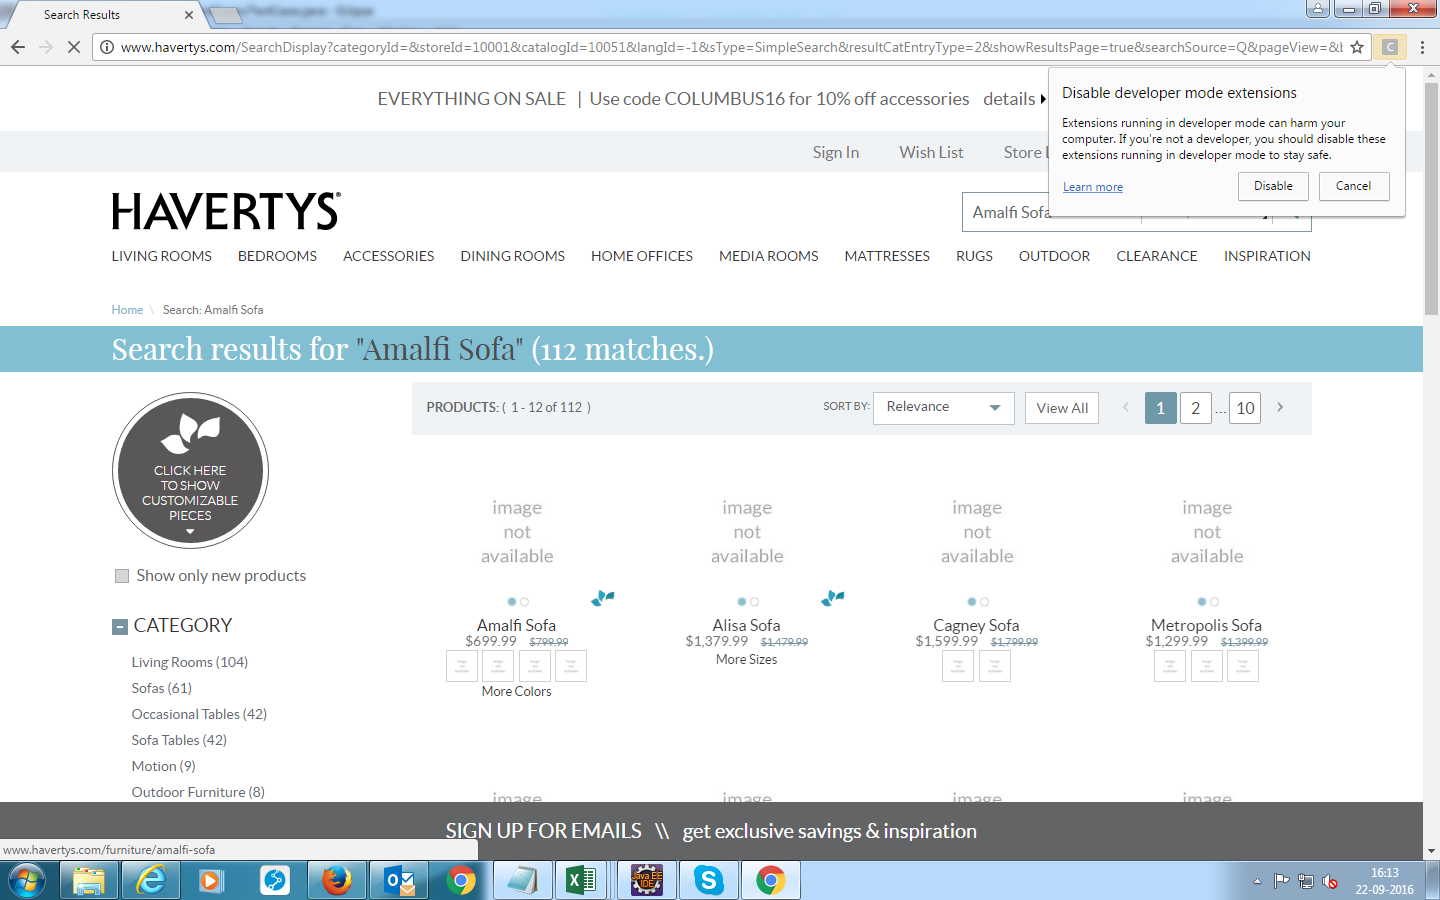 Search Results
www.havertys.com/SearchDisplay?categoryId=&storeId=10001&catalogId=10051&langId=-1&sType=SimpleSearch&resultCatEntryType=2&showResultsPage=true&searchSource=Q&pageView=&
C
EVERYTHING ON SALE | Use code COLUMBUS16 for 10% off accessories details
Disable developer mode extensions
Extensions running in developer mode can harm your
computer. If you're not a developer, you should disable these
extensions running in developer mode to stay safe.
Learn more Disable Cancel
Sign In Wish List Store
HAVERTYS®
Amalfi Sofa
LIVING ROOMS BEDROOMS ACCESSORIES DINING ROOMS HOME OFFICES MEDIA ROOMS MATTRESSES RUGS OUTDOOR CLEARANCE INSPIRATION
Home \ Search: Amalfi Sofa
Search results for "Amalfi Sofa" (112 matches.)
CLICK HERE
TO SHOW
CUSTOMIZABLE
PIECES
Show only new products
CATEGORY
Living Rooms (104)
Sofas (61)
Occasional Tables (42)
Sofa Tables (42)
Motion (9)
Outdoor Furniture (8)
PRODUCTS: ( 1 - 12 of 112 ) SORT BY: Relevance View All < 1 2 ... 10 >
image not available
image not available
image not available
image not available
Amalfi Sofa
$699.99 $799.99
More Colors
Alisa Sofa
$1,379.99 $1,479.99
More Sizes
Cagney Sofa
$1,599.99 $1,799.99
Metropolis Sofa
$1,299.99 $1,399.99
image image image image
SIGN UP FOR EMAILS \\ get exclusive savings & inspiration
www.havertys.com/furniture/amalfi-sofa
Java EE
IDE
16:13
22-09-2016